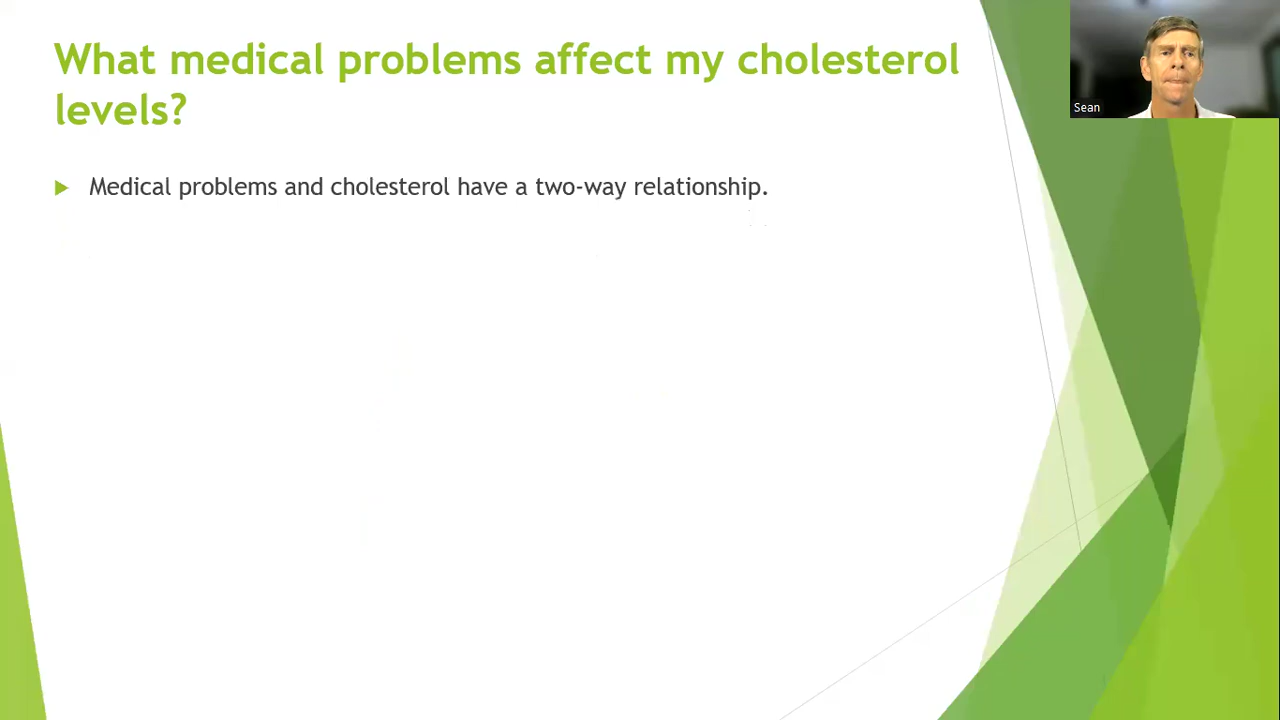 What medical problems affect my cholesterol
levels?
Medical problems and cholesterol have a two-way relationship.
Sean